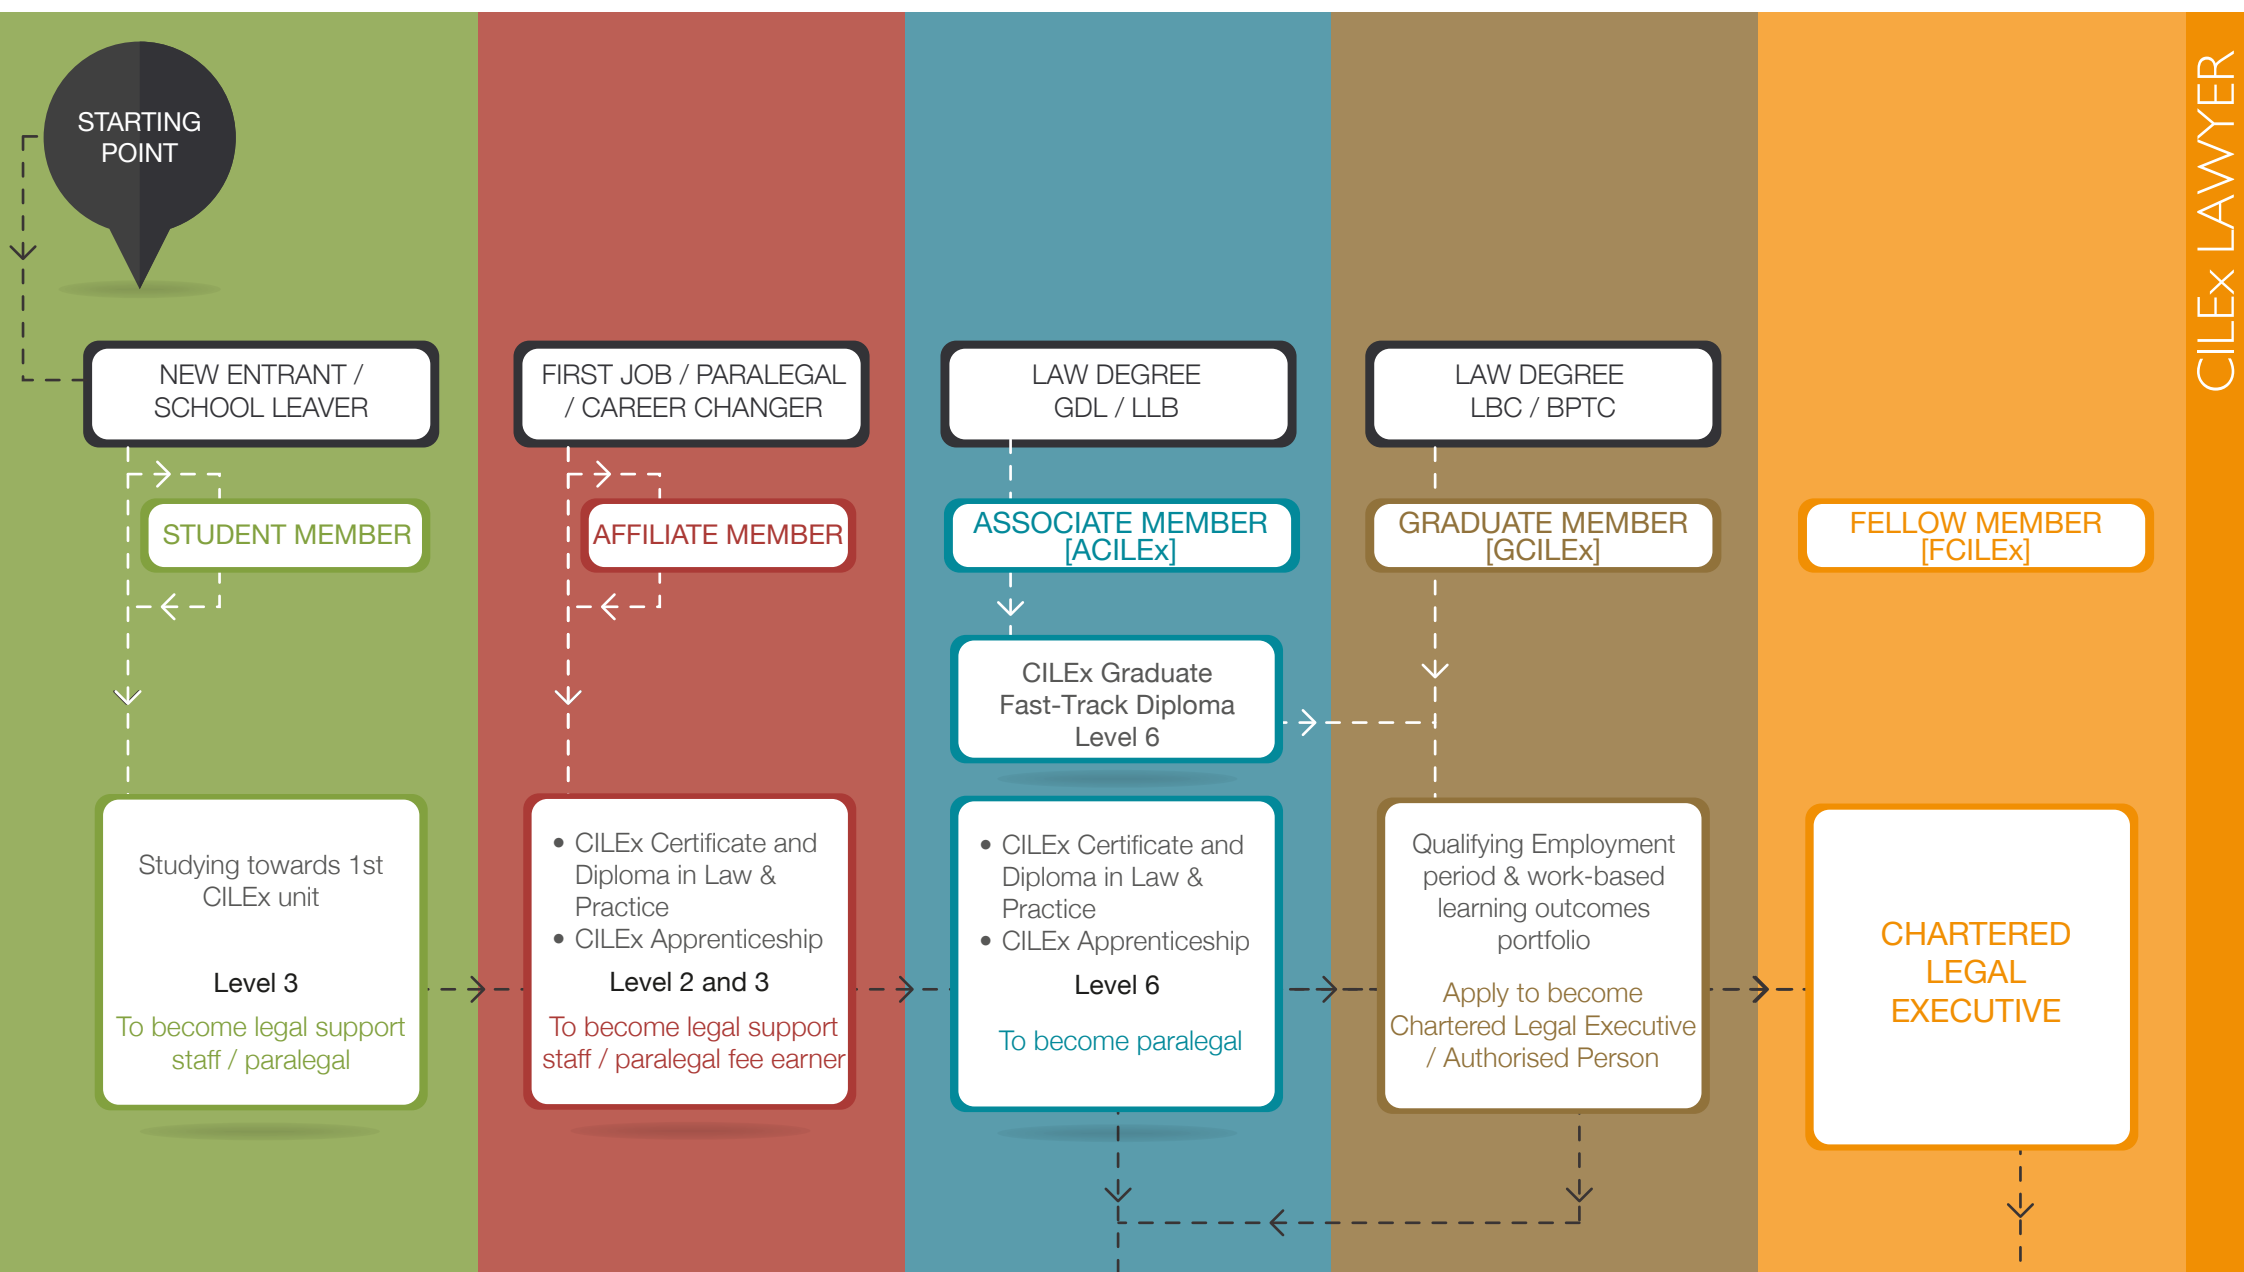 STARTING
POINT
NEW ENTRANT /
SCHOOL LEAVER
STUDENT MEMBER
Studying towards 1st
CILEx unit
Level 3
To become legal support
staff / paralegal
FIRST JOB / PARALEGAL
/ CAREER CHANGER
AFFILIATE MEMBER
• CILEx Certificate and
Diploma in Law &
Practice
• CILEx Apprenticeship
Level 2 and 3
To become legal support
staff / paralegal fee earner
LAW DEGREE
GDL / LLB
ASSOCIATE MEMBER
[ACILEx]
CILEx Graduate
Fast-Track Diploma
Level 6
• CILEx Certificate and
Diploma in Law &
Practice
• CILEx Apprenticeship
Level 6
To become paralegal
LAW DEGREE
LBC / BPTC
GRADUATE MEMBER
[GCILEx]
Qualifying Employment
period & work-based
learning outcomes
portfolio
Apply to become
Chartered Legal Executive
/ Authorised Person
FELLOW MEMBER
[FCILEx]
CHARTERED
LEGAL
EXECUTIVE
CILEx LAWYER